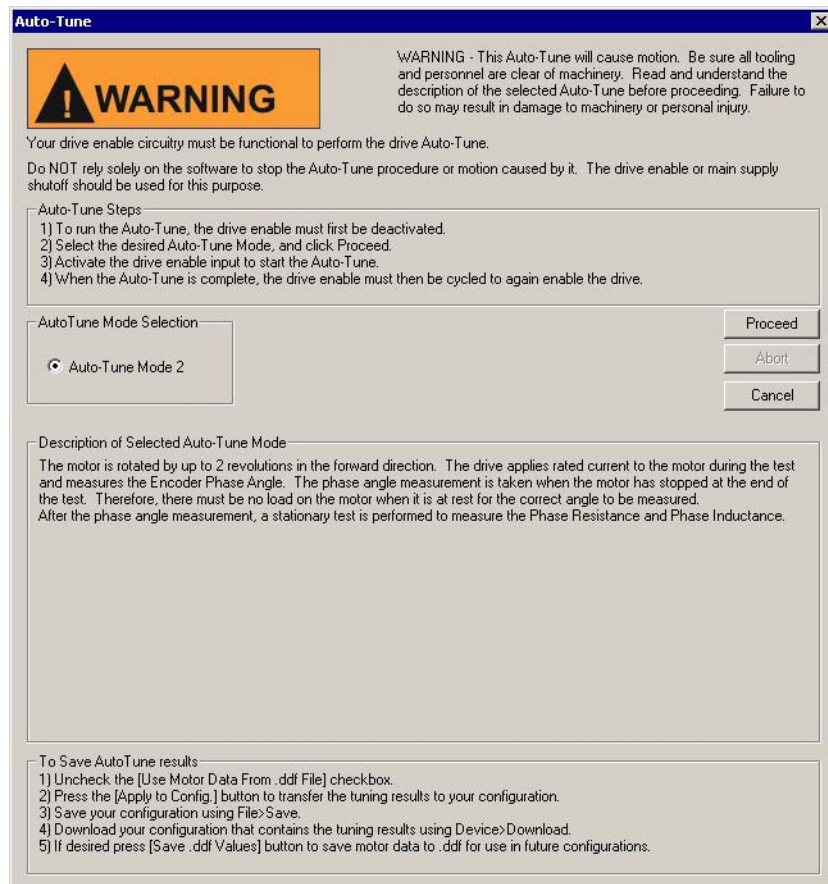 Auto-Tune
WARNING
WARNING - This Auto-Tune will cause motion. Be sure all tooling
and personnel are clear of machinery. Read and understand the
description of the selected Auto-Tune before proceeding. Failure to
do so may result in damage to machinery or personal injury.
Your drive enable circuitry must be functional to perform the drive Auto-Tune.
Do NOT rely solely on the software to stop the Auto-Tune procedure or motion caused by it. The drive enable or main supply
shutoff should be used for this purpose.
Auto-Tune Steps
1) To run the Auto-Tune, the drive enable must first be deactivated.
2) Select the desired Auto-Tune Mode, and click Proceed.
3) Activate the drive enable input to start the Auto-Tune.
4) When the Auto-Tune is complete, the drive enable must then be cycled to again enable the drive.
AutoTune Mode Selection
Auto-Tune Mode 2
Proceed
Abort
Cancel
Description of Selected Auto-Tune Mode
The motor is rotated by up to 2 revolutions in the forward direction. The drive applies rated current to the motor during the test
and measures the Encoder Phase Angle. The phase angle measurement is taken when the motor has stopped at the end of
the test. Therefore, there must be no load on the motor when it is at rest for the correct angle to be measured.
After the phase angle measurement, a stationary test is performed to measure the Phase Resistance and Phase Inductance.
To Save AutoTune results
1) Uncheck the [Use Motor Data From .ddf File] checkbox.
2) Press the [Apply to Config.] button to transfer the tuning results to your configuration.
3) Save your configuration using File>Save.
4) Download your configuration that contains the tuning results using Device>Download.
5) If desired press [Save .ddf Values] button to save motor data to .ddf for use in future configurations.